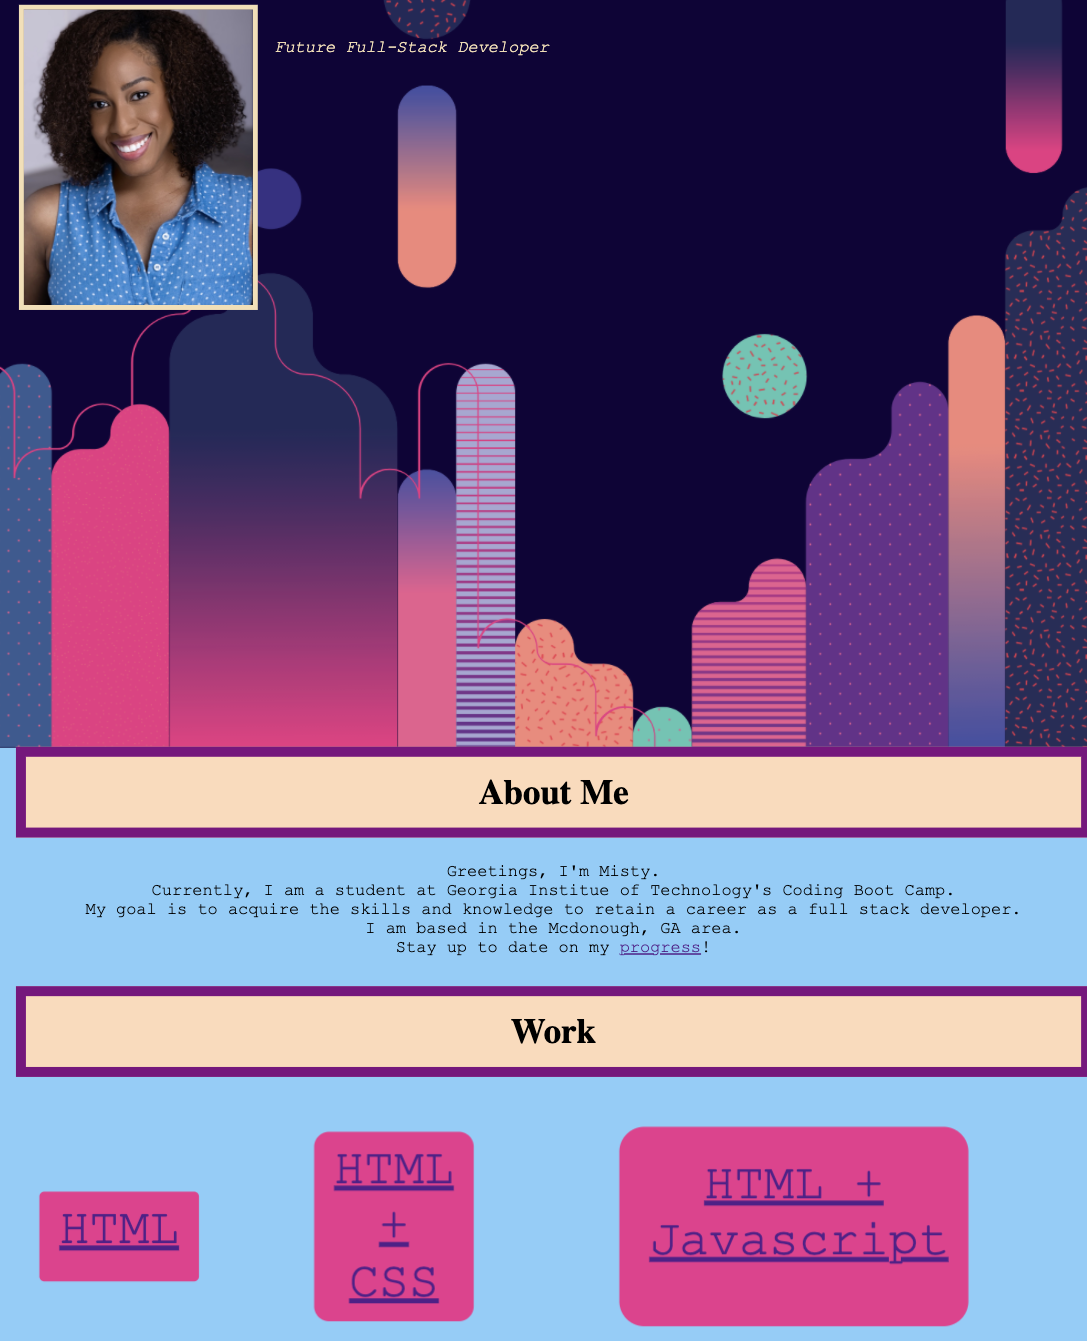 Future Full-Stack Developer
About Me
Greetings, I'm Misty.
Currently, I am a student at Georgia Institue of Technology's Coding Boot Camp.
My goal is to acquire the skills and knowledge to retain a career as a full stack developer.
I am based in the Mcdonough, GA area.
Stay up to date on my progress!
Work
HTML
HTML
+
CSS
HTML +
Javascript